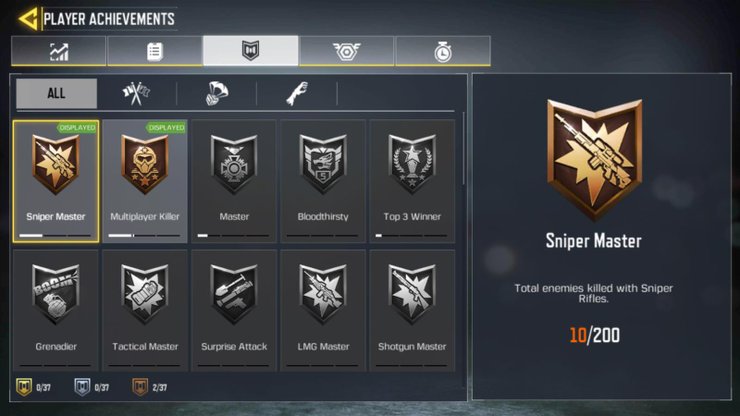 PLAYER ACHIEVEMENTS
ALL
DISPLAYED
DISPLAYED
Sniper Master
Multiplayer Killer
Master
Bloodthirsty
5
Top 3 Winner
BOOM
Grenadier
Tactical Master
Surprise Attack
LMG Master
Shotgun Master
0/37
0/37
2/37
Sniper Master
Total enemies killed with Sniper
Rifles.
10/200